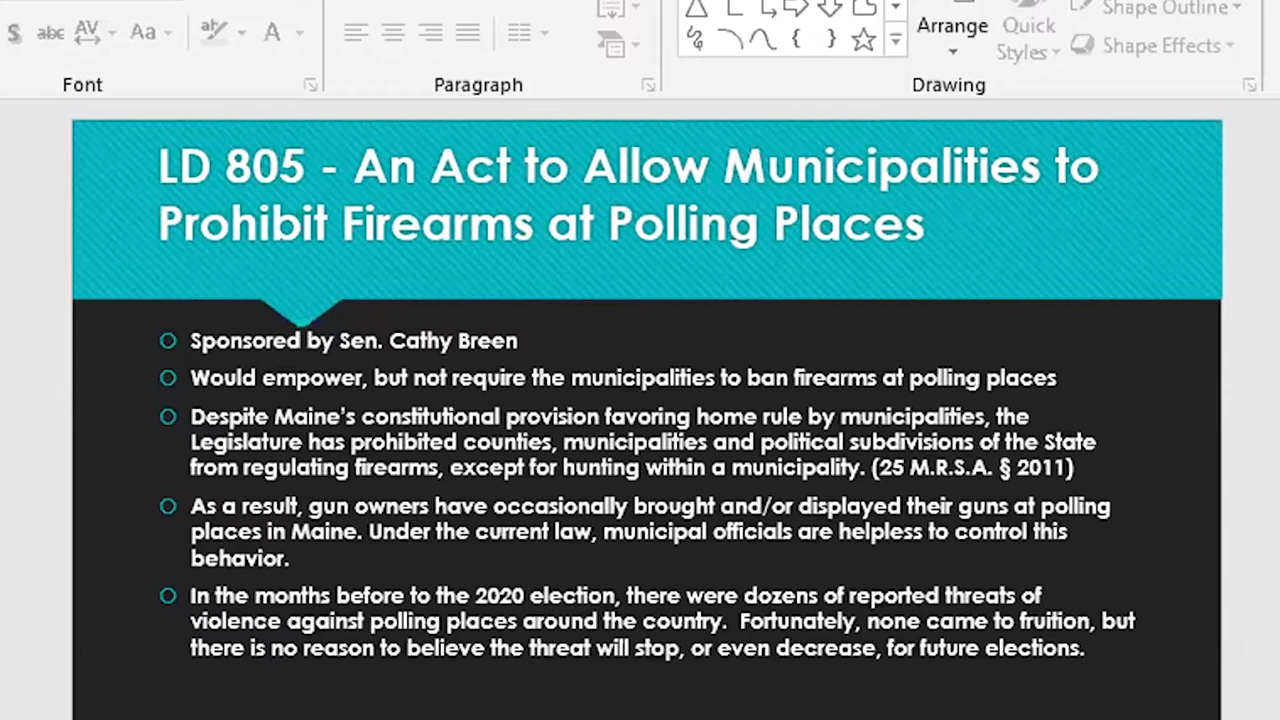 S abc AV Aa A
Arrange
Quick
Styles
Shape Outline
Shape Effects
Font
Paragraph
Drawing
LD 805 - An Act to Allow Municipalities to
Prohibit Firearms at Polling Places
Sponsored by Sen. Cathy Breen
Would empower, but not require the municipalities to ban firearms at polling places
Despite Maine's constitutional provision favoring home rule by municipalities, the
Legislature has prohibited counties, municipalities and political subdivisions of the State
from regulating firearms, except for hunting within a municipality. (25 M.R.S.A. § 2011)
As a result, gun owners have occasionally brought and/or displayed their guns at polling
places in Maine. Under the current law, municipal officials are helpless to control this
behavior.
In the months before to the 2020 election, there were dozens of reported threats of
violence against polling places around the country.  Fortunately, none came to fruition, but
there is no reason to believe the threat will stop, or even decrease, for future elections.